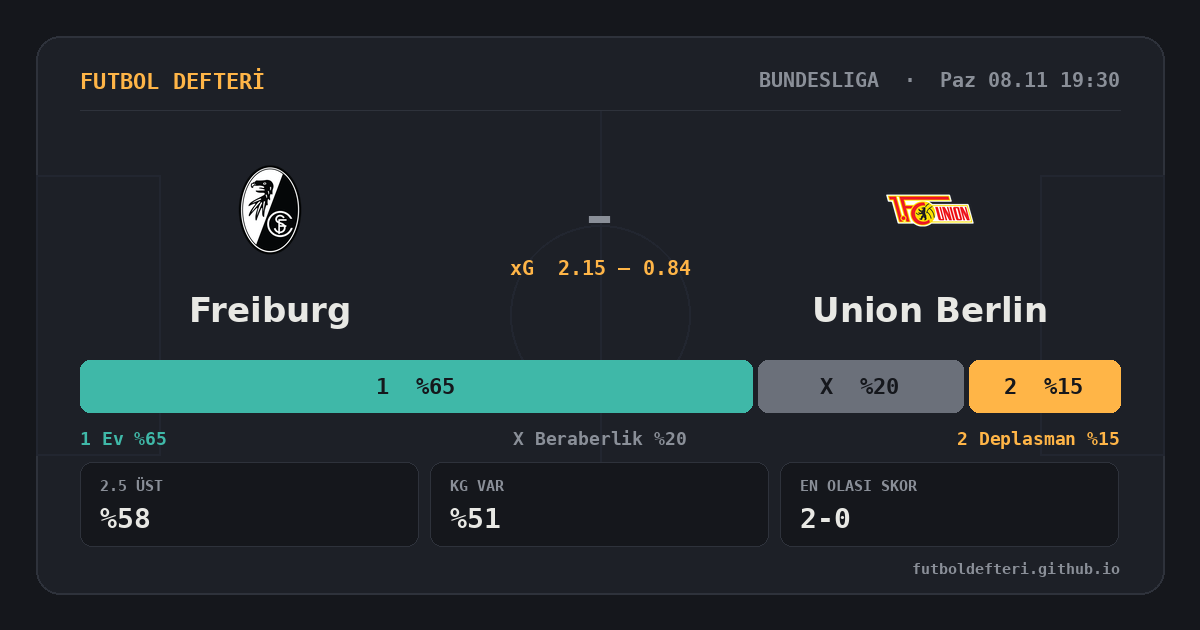 FUTBOL DEFTERİ
BUNDESLIGA · Paz 08.11 19:30
UNION
–
xG 2.15 – 0.84
Freiburg
Union Berlin
1 %65
X %20
2 %15
1 Ev %65
X Beraberlik %20
2 Deplasman %15
2.5 ÜST
KG VAR
EN OLASI SKOR
%58
%51
2-0
futboldefteri.github.io